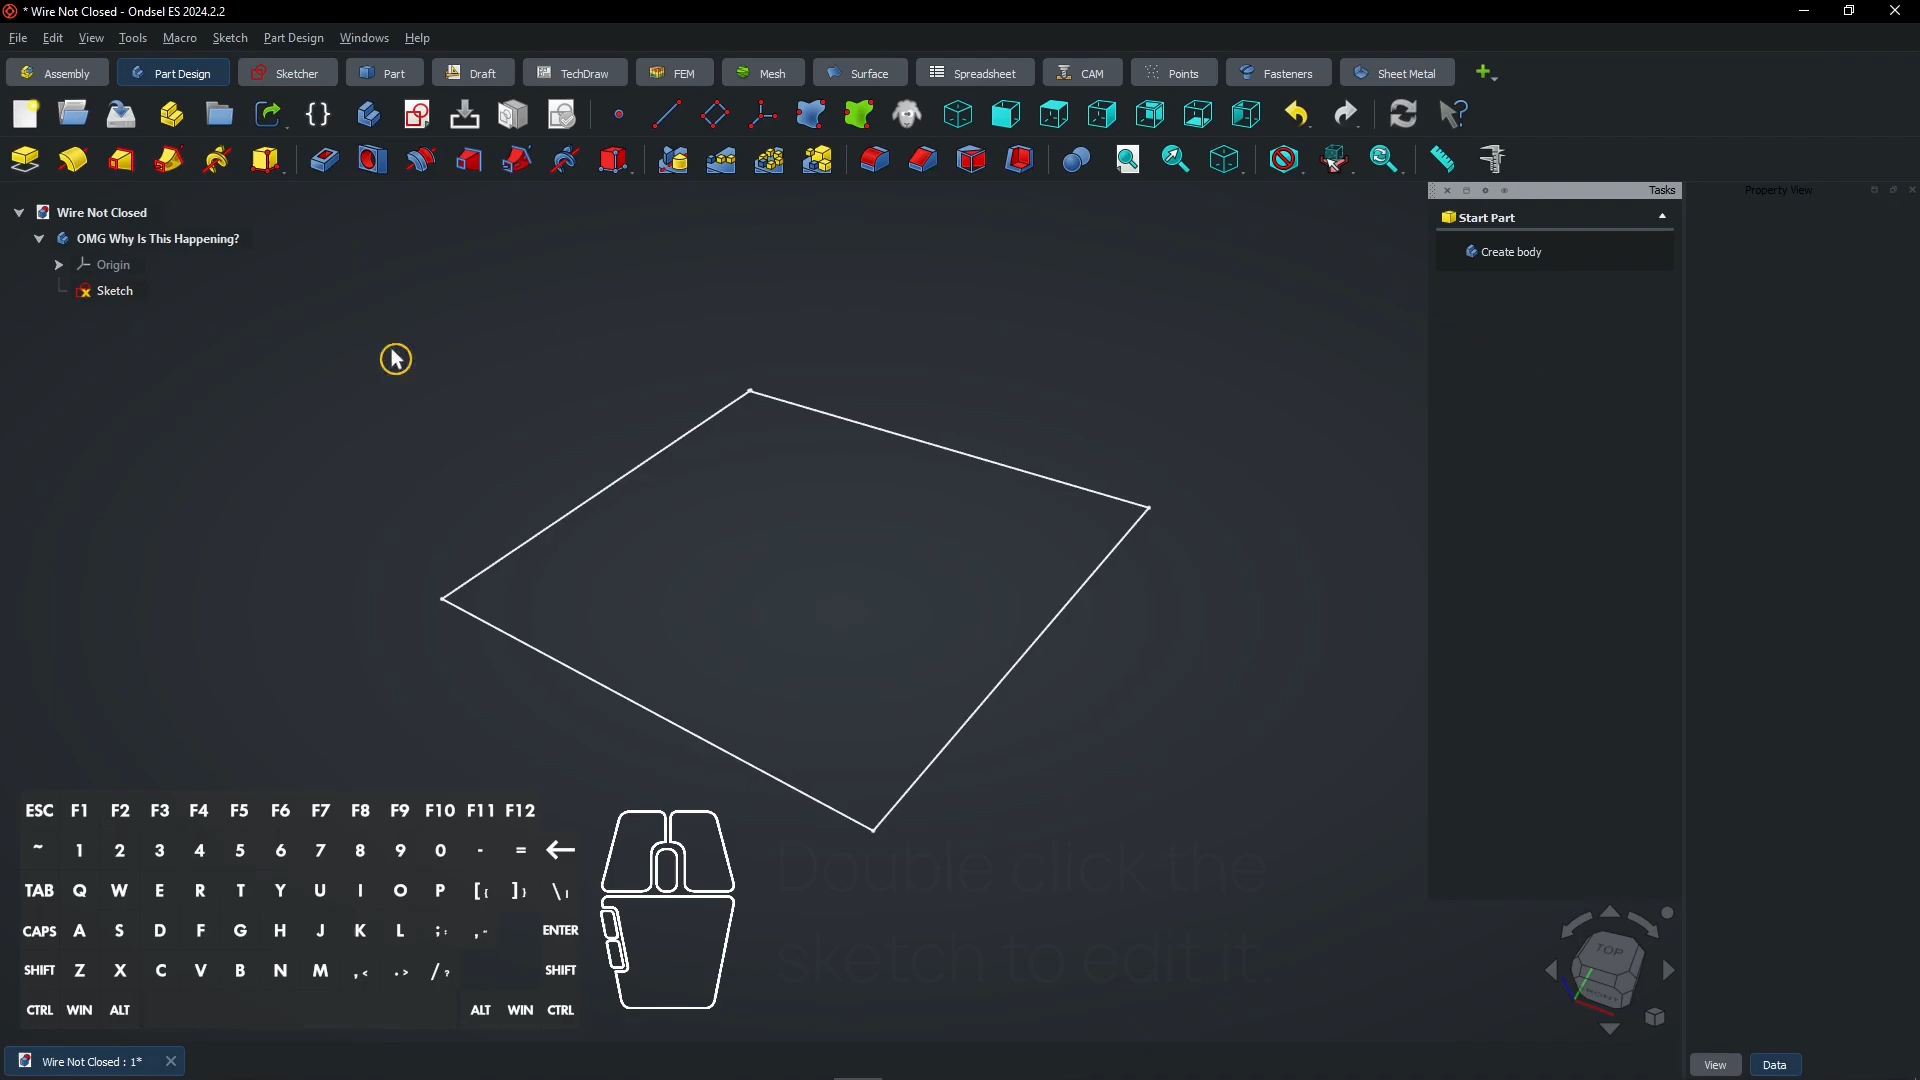 * Wire Not Closed - Ondsel ES 2024.2.2
File Edit View Tools Macro Sketch Part Design Windows Help
Assembly Part Design Sketcher Part Draft TechDraw FEM Mesh Surface Spreadsheet CAM Points Fasteners Sheet Metal
Tasks
Property View
Wire Not Closed
OMG Why Is This Happening?
Origin
Sketch
Start Part
Create body
ESC F1 F2 F3 F4 F5 F6 F7 F8 F9 F10 F11 F12
~ 1 2 3 4 5 6 7 8 9 0 - =
TAB Q W E R T Y U I O P [{ ]} \|
CAPS A S D F G H J K L ;: ," ENTER
SHIFT Z X C V B N M ,< .> /? SHIFT
CTRL WIN ALT ALT WIN CTRL
Double click the
sketch to edit it
TOP
FRONT
Wire Not Closed : 1*
View Data